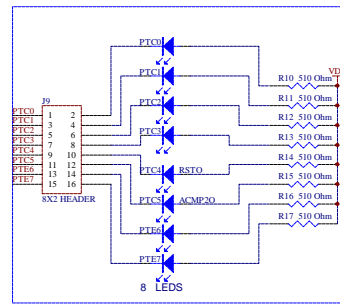 PTC0
PTC1
PTC2
PTC3
PTC4 RSTO
PTC5 ACMP2O
PTE6
PTE7
8 LEDS
J9
PTC0 1 2
PTC1 3 4
PTC2 5 6
PTC3 7 8
PTC4 9 10
PTC5 11 12
PTE6 13 14
PTE7 15 16
8X2 HEADER
VD
R10 510 Ohm
R11 510 Ohm
R12 510 Ohm
R13 510 Ohm
R14 510 Ohm
R15 510 Ohm
R16 510 Ohm
R17 510 Ohm